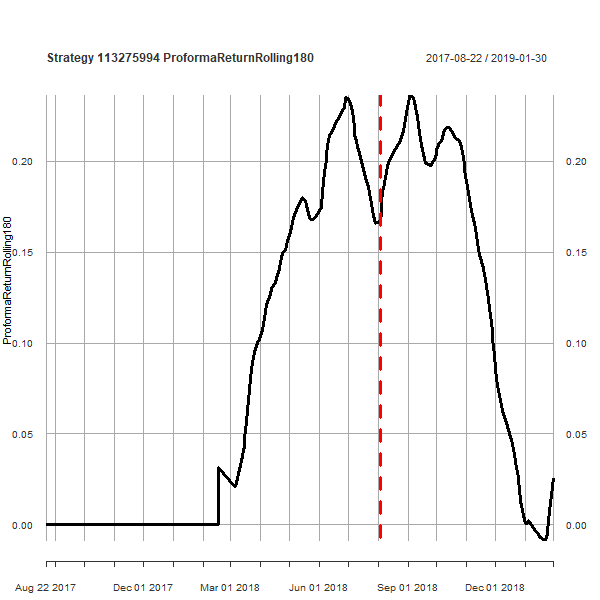 Strategy 113275994 ProformaReturnRolling180
2017-08-22 / 2019-01-30
ProformaReturnRolling180
0.20
0.20
0.15
0.15
0.10
0.10
0.05
0.05
0.00
0.00
Aug 22 2017
Dec 01 2017
Mar 01 2018
Jun 01 2018
Sep 01 2018
Dec 01 2018